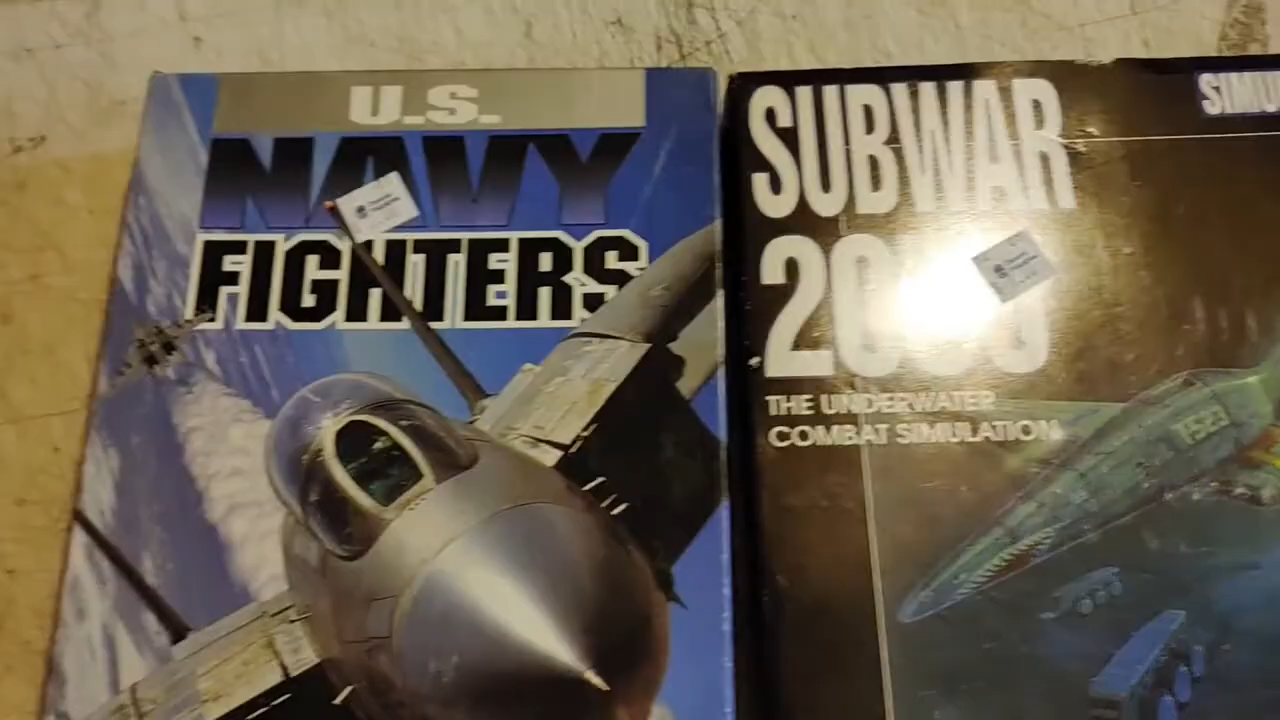 U.S.
NAVY
FIGHTERS
SUBWAR
THE UNDERWATER
COMBAT SIMULATION